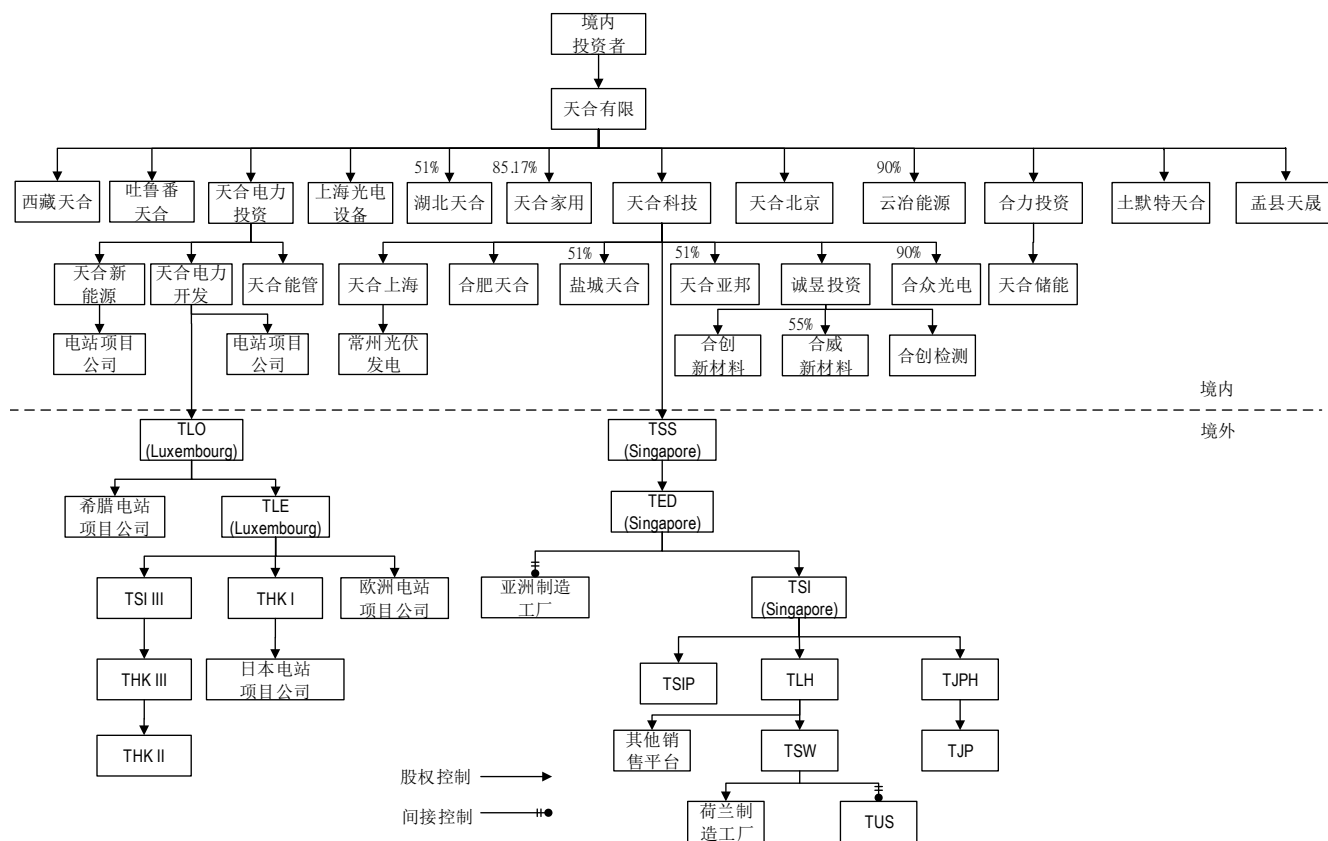 境内
投资者
天合有限
51%
85.17%
90%
西藏天合
吐鲁番
天合
天合电力
投资
上海光电
设备
湖北天合
天合家用
天合科技
天合北京
云冶能源
合力投资
土默特天合
盂县天晟
51%
51%
90%
天合新
能源
天合电力
开发
天合能管
天合上海
合肥天合
盐城天合
天合亚邦
诚昱投资
合众光电
天合储能
电站项目
公司
电站项目
公司
常州光伏
发电
55%
合创
新材料
合威
新材料
合创检测
境内
境外
TLO
(Luxembourg)
TSS
(Singapore)
希腊电站
项目公司
TLE
(Luxembourg)
TED
(Singapore)
TSI III
THK I
欧洲电站
项目公司
亚洲制造
工厂
TSI
(Singapore)
THK III
日本电站
项目公司
TSIP
TLH
TJPH
THK II
其他销
售平台
TSW
TJP
股权控制
间接控制
荷兰制
造工厂
TUS